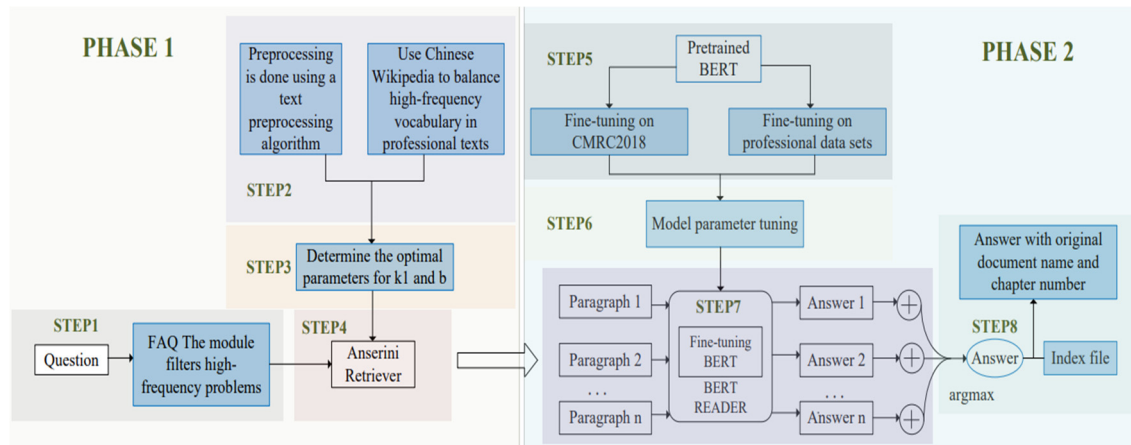 PHASE 1
Preprocessing
is done using a
text
preprocessing
algorithm
Use Chinese
Wikipedia to balance
high-frequency
vocabulary in
professional texts
STEP2
STEP3
Determine the optimal
parameters for k1 and b
STEP1
Question
FAQ The module
filters high-
frequency problems
STEP4
Anserini
Retriever
PHASE 2
STEP5
Pretrained
BERT
Fine-tuning on
CMRC2018
Fine-tuning on
professional data sets
STEP6
Model parameter tuning
Paragraph 1
Paragraph 2
...
Paragraph n
STEP7
Fine-tuning
BERT
BERT
READER
Answer 1
Answer 2
...
Answer n
Answer with original
document name and
chapter number
STEP8
Answer
Index file
argmax